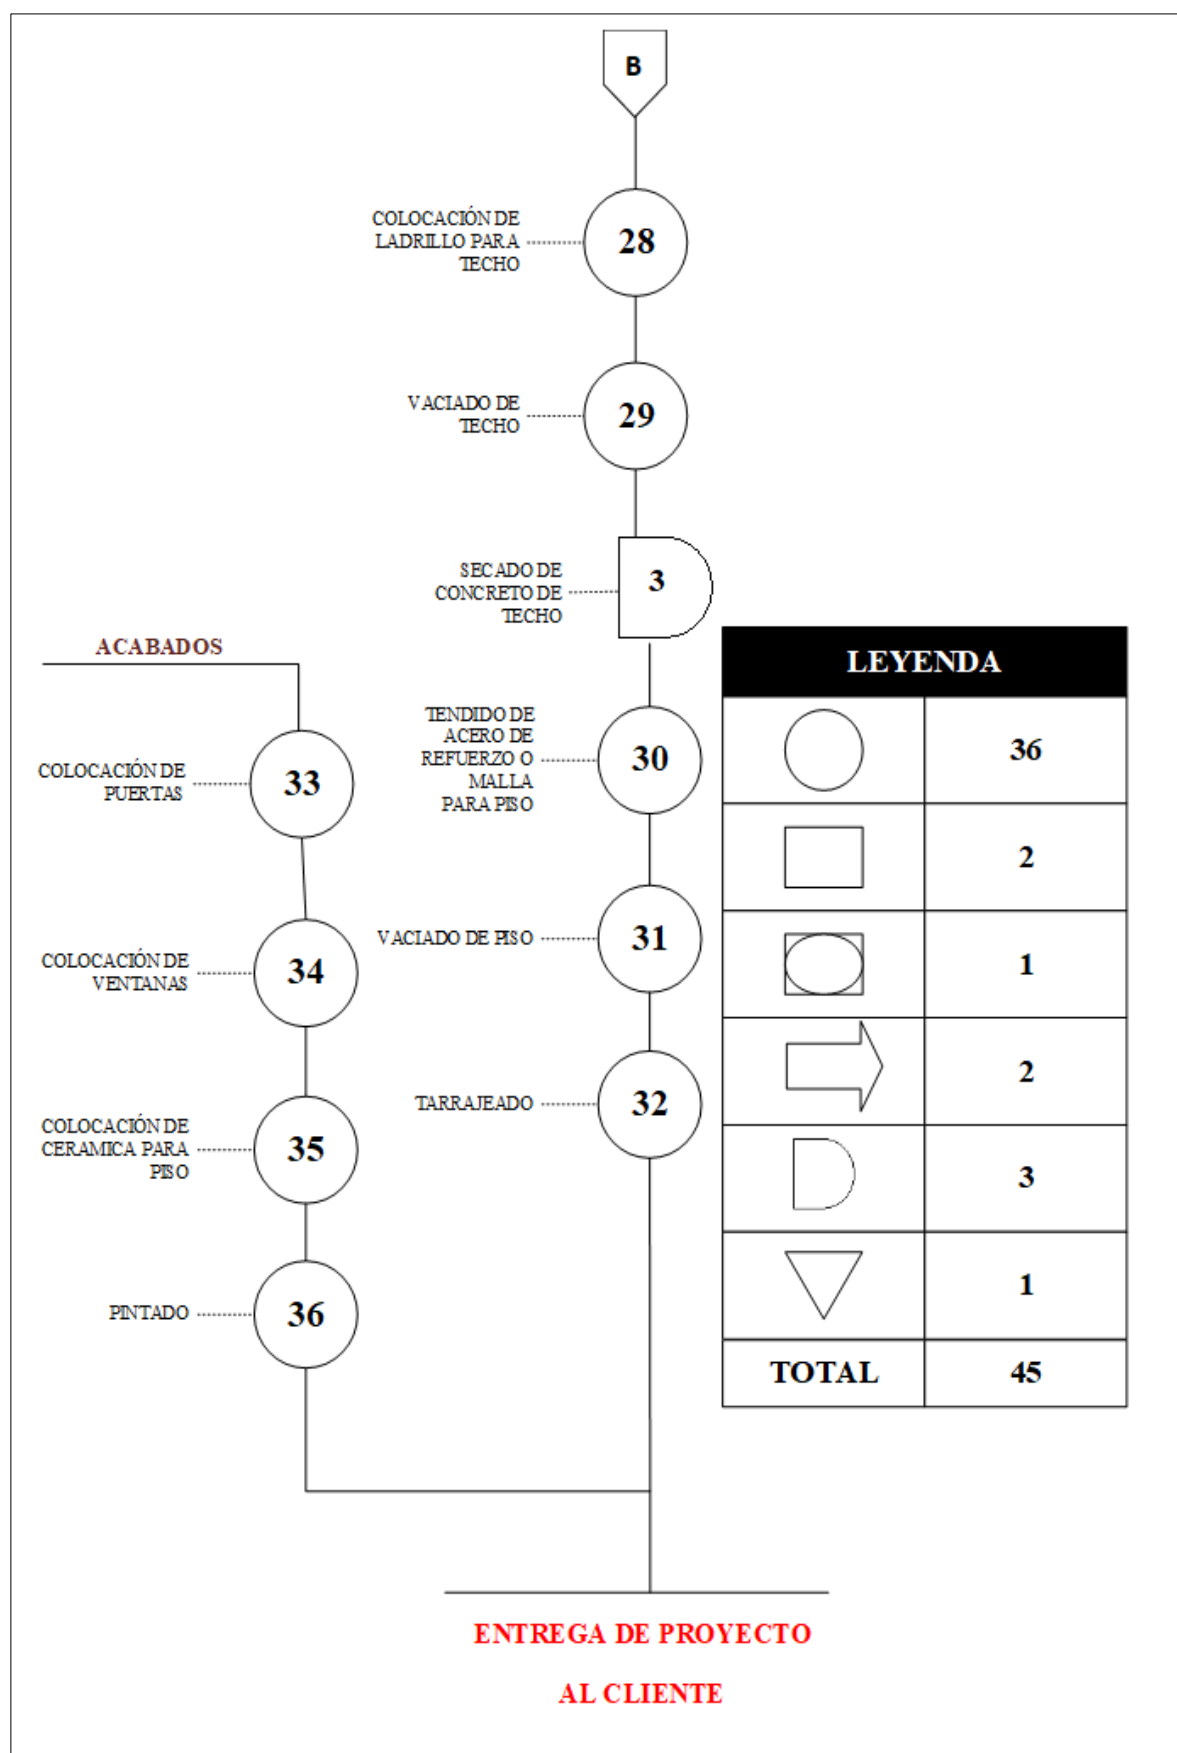 B
COLOCACIÓN DE
LADRILLO PARA
TECHO
28
VACIADO DE
TECHO
29
SECADO DE
CONCRETO DE
TECHO
3
TENDIDO DE
ACERO DE
REFUERZO O
MALLA
PARA PISO
30
VACIADO DE PISO
31
TARRAJEADO
32
ACABADOS
COLOCACIÓN DE
PUERTAS
33
COLOCACIÓN DE
VENTANAS
34
COLOCACIÓN DE
CERAMICA PARA
PISO
35
PINTADO
36
LEYENDA
36
2
1
2
3
1
TOTAL 45
ENTREGA DE PROYECTO
AL CLIENTE